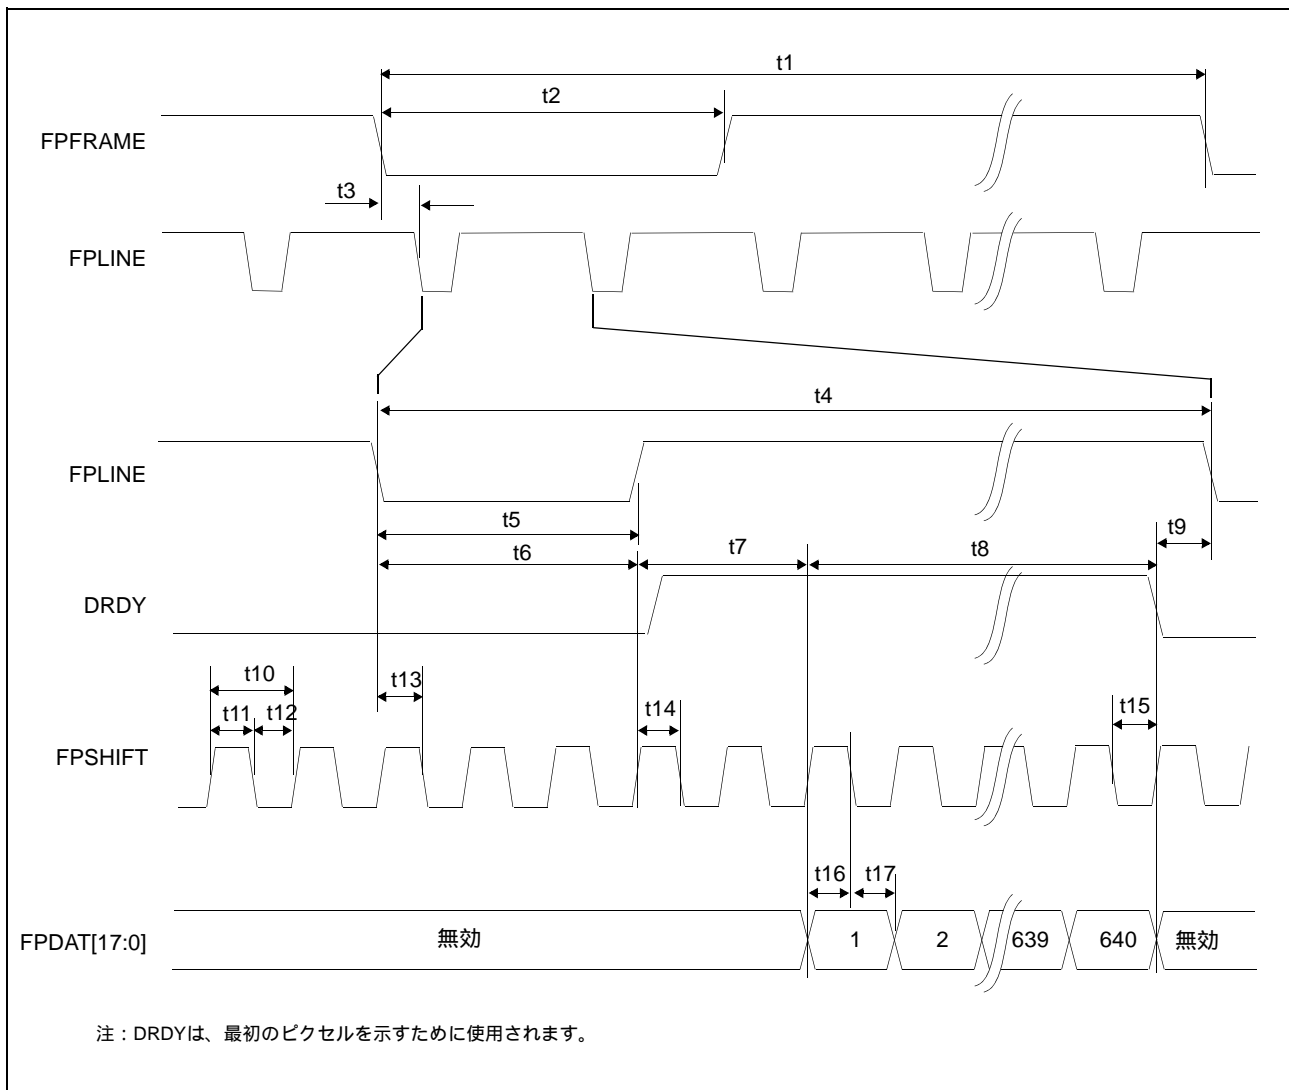 t1
t2
FPFRAME
t3
FPLINE
t4
FPLINE
t5
t9
t6
t7
t8
DRDY
t10
t13
t11
t12
t14
t15
FPSHIFT
t16
t17
FPDAT[17:0]
無効
1
2
639
640
無効
注：DRDYは、最初のピクセルを示すために使用されます。